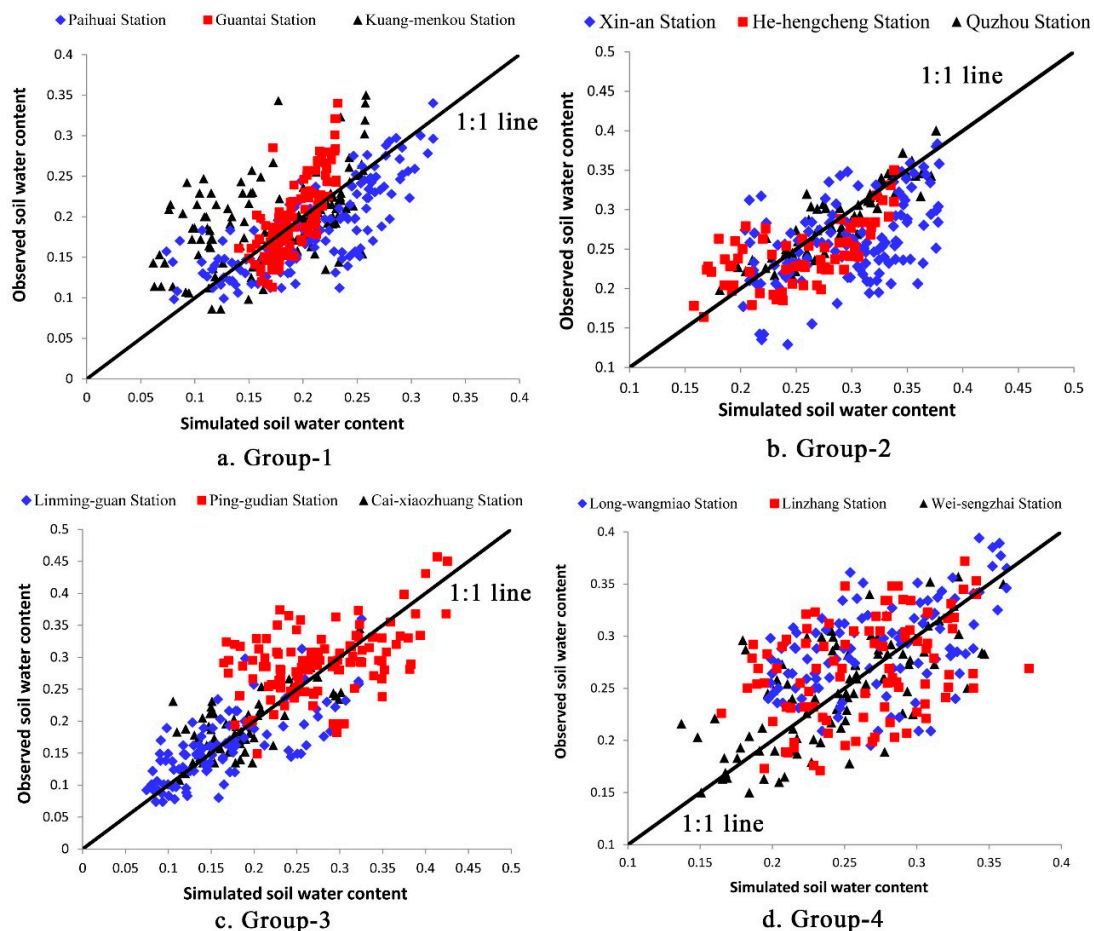 Paihuai Station Guantai Station Kuang-menkou Station
0.4
0.35
0.3
0.25
0.2
0.15
0.1
0.05
0
Observed soil water content
1:1 line
0 0.05 0.1 0.15 0.2 0.25 0.3 0.35 0.4
Simulated soil water content
a. Group-1
Xin-an Station He-hengcheng Station Quzhou Station
0.5
0.45
0.4
0.35
0.3
0.25
0.2
0.15
0.1
Observed soil water content
1:1 line
0.1 0.15 0.2 0.25 0.3 0.35 0.4 0.45 0.5
Simulated soil water content
b. Group-2
Linming-guan Station Ping-gudian Station Cai-xiaozhuang Station
0.5
0.45
0.4
0.35
0.3
0.25
0.2
0.15
0.1
0.05
0
Observed soil water content
1:1 line
0 0.05 0.1 0.15 0.2 0.25 0.3 0.35 0.4 0.45 0.5
Simulated soil water content
c. Group-3
Long-wangmiao Station Linzhang Station Wei-sengzhai Station
0.4
0.35
0.3
0.25
0.2
0.15
0.1
Observed soil water content
1:1 line
0.1 0.15 0.2 0.25 0.3 0.35 0.4
Simulated soil water content
d. Group-4